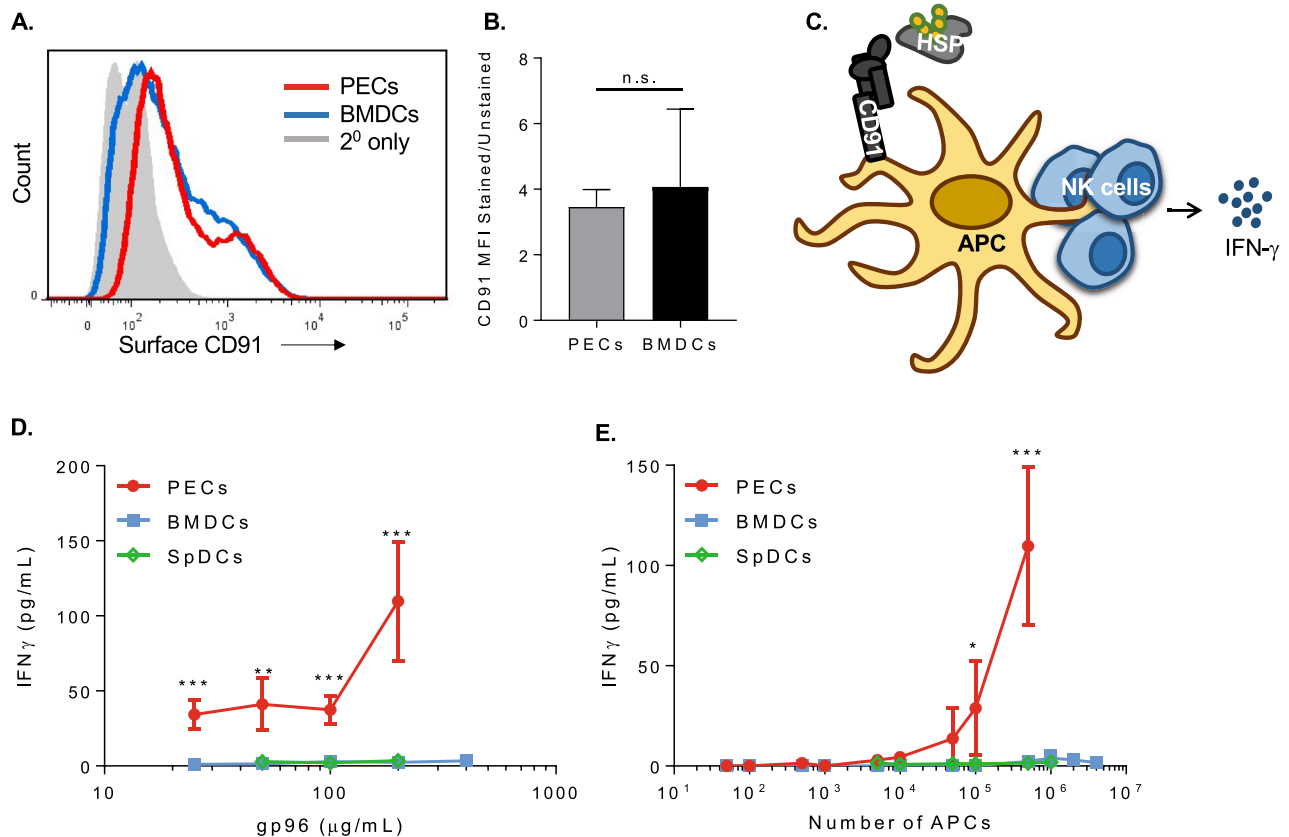 A.
PECs
BMDCs
2⁰ only
Count
0
0 10² 10³ 10⁴ 10⁵
Surface CD91
B.
n.s.
CD91 MFI Stained/Unstained
8
6
4
2
0
PECs BMDCs
C.
HSP
CD91
NK cells
APC
IFN-γ
D.
200
150
100
50
0
IFNγ (pg/mL)
PECs
BMDCs
SpDCs
***
**
***
***
10 100 1000
gp96 (μg/mL)
E.
150
100
50
0
IFNγ (pg/mL)
PECs
BMDCs
SpDCs
***
*
10¹ 10² 10³ 10⁴ 10⁵ 10⁶ 10⁷
Number of APCs